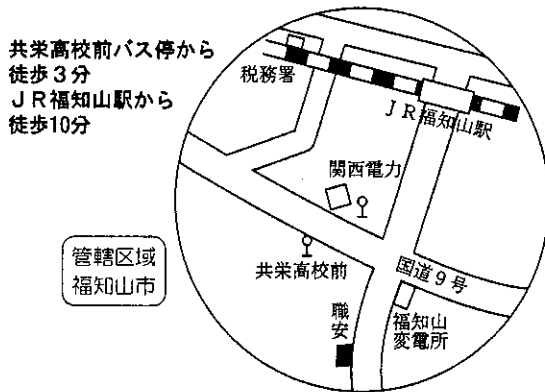 共栄高校前バス停から
徒歩３分
ＪＲ福知山駅から
徒歩10分
税務署
ＪＲ福知山駅
関西電力
共栄高校前
国道９号
管轄区域
福知山市
職安
福知山
変電所